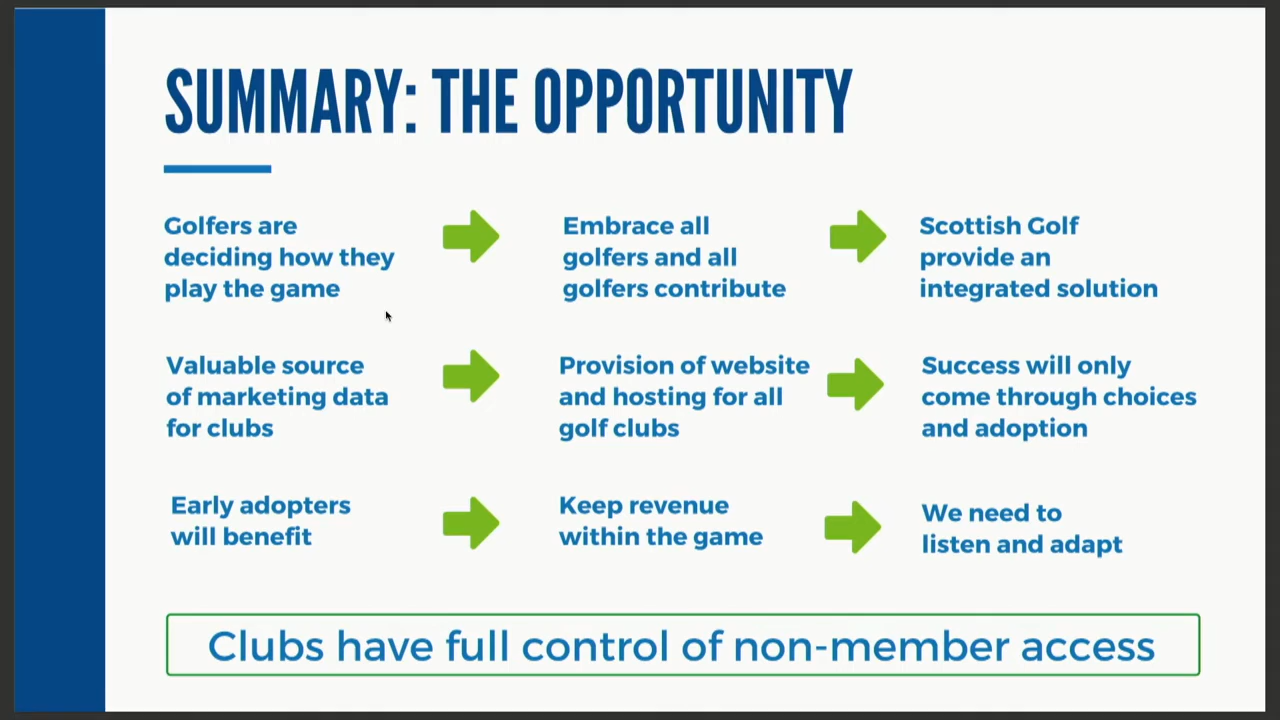 SUMMARY: THE OPPORTUNITY
Golfers are
deciding how they
play the game
Embrace all
golfers and all
golfers contribute
Scottish Golf
provide an
integrated solution
Valuable source
of marketing data
for clubs
Provision of website
and hosting for all
golf clubs
Success will only
come through choices
and adoption
Early adopters
will benefit
Keep revenue
within the game
We need to
listen and adapt
Clubs have full control of non-member access